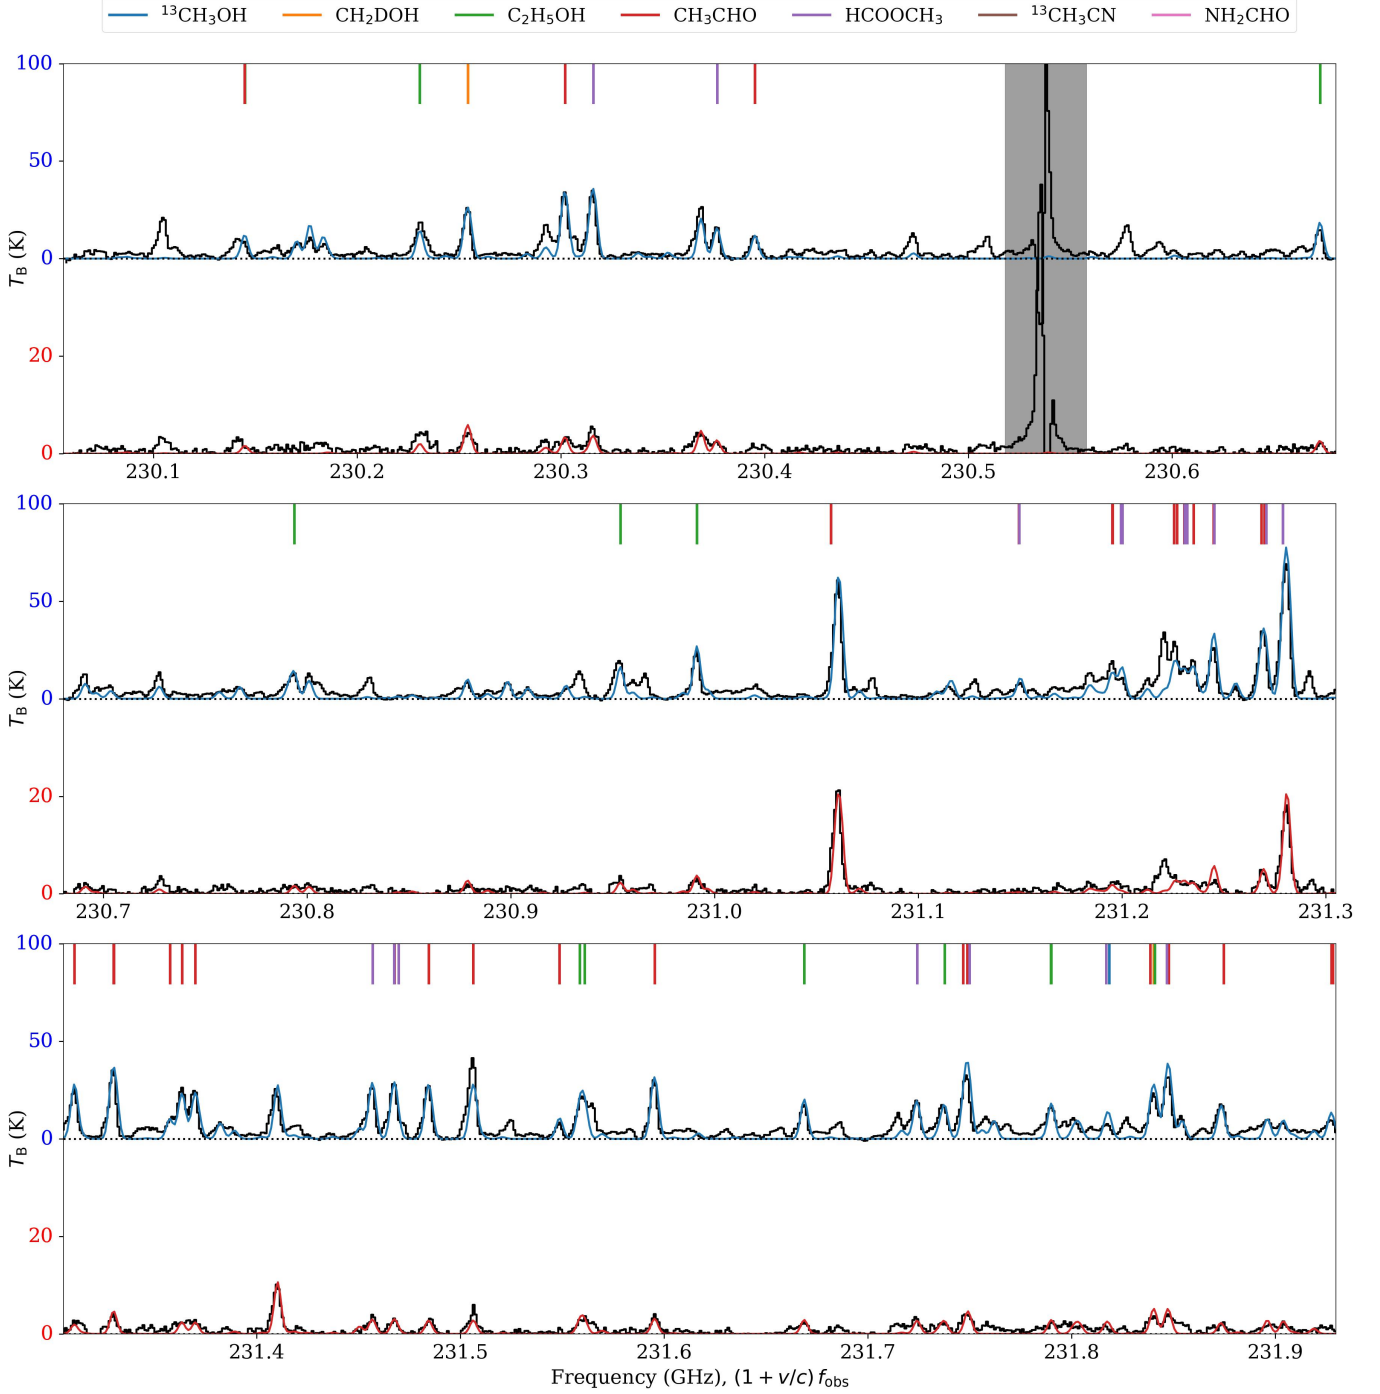 ¹³CH₃OH CH₂DOH C₂H₅OH CH₃CHO HCOOCH₃ ¹³CH₃CN NH₂CHO
100
50
0
20
0
T_B (K)
230.1 230.2 230.3 230.4 230.5 230.6
100
50
0
20
0
T_B (K)
230.7 230.8 230.9 231.0 231.1 231.2 231.3
100
50
0
20
0
T_B (K)
231.4 231.5 231.6 231.7 231.8 231.9
Frequency (GHz), (1 + v/c) f_obs